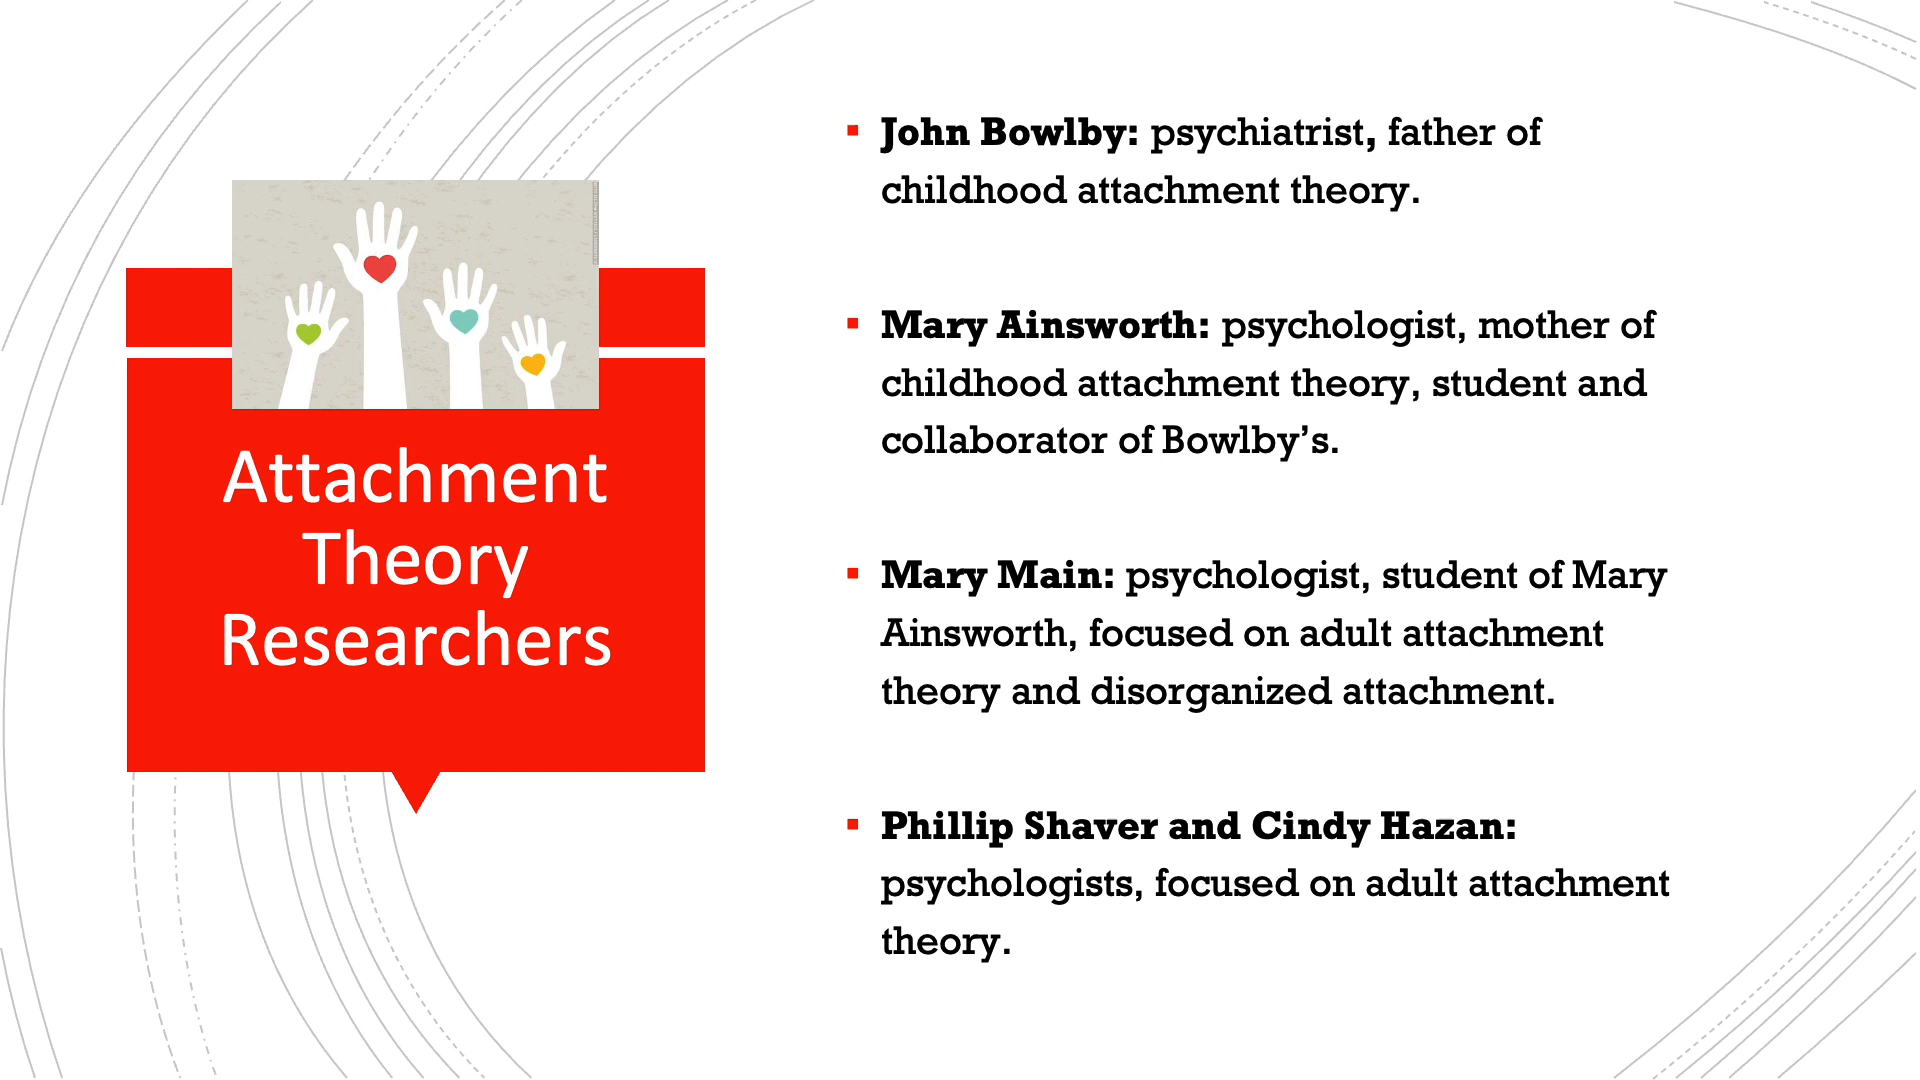 Attachment
Theory
Researchers
▪ John Bowlby: psychiatrist, father of
childhood attachment theory.
▪ Mary Ainsworth: psychologist, mother of
childhood attachment theory, student and
collaborator of Bowlby’s.
▪ Mary Main: psychologist, student of Mary
Ainsworth, focused on adult attachment
theory and disorganized attachment.
▪ Phillip Shaver and Cindy Hazan:
psychologists, focused on adult attachment
theory.